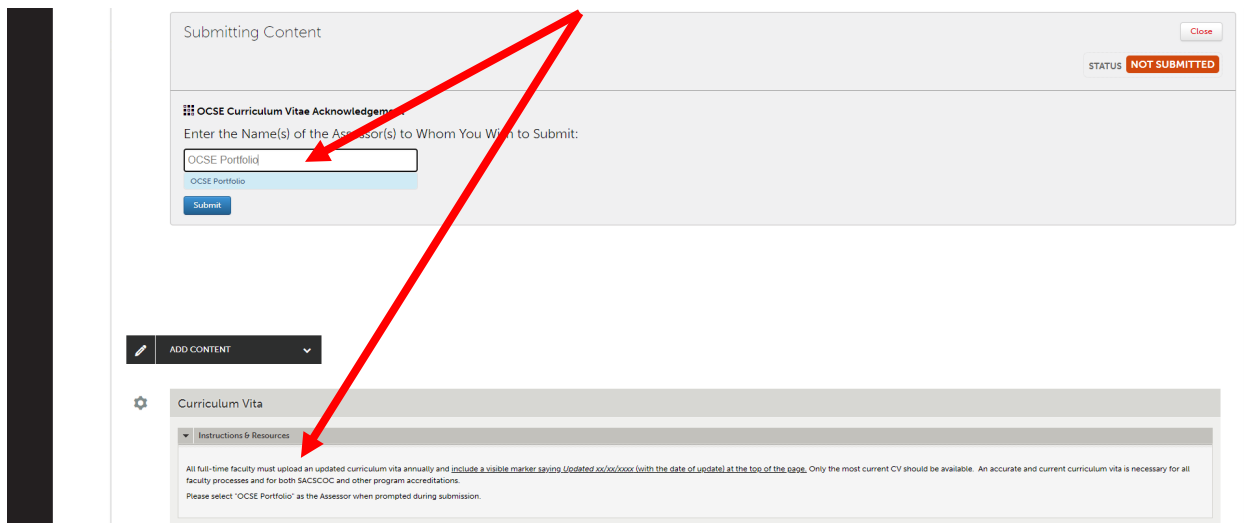 Submitting Content
Close
STATUS NOT SUBMITTED
OCSE Curriculum Vitae Acknowledgement
Enter the Name(s) of the Assessor(s) to Whom You Wish to Submit:
OCSE Portfolio
OCSE Portfolio
Submit
ADD CONTENT
Curriculum Vita
Instructions & Resources
All full-time faculty must upload an updated curriculum vita annually and include a visible marker saying Updated xx/xx/xxxx (with the date of update) at the top of the page. Only the most current CV should be available. An accurate and current curriculum vita is necessary for all
faculty processes and for both SACSCOC and other program accreditations.
Please select "OCSE Portfolio" as the Assessor when prompted during submission.